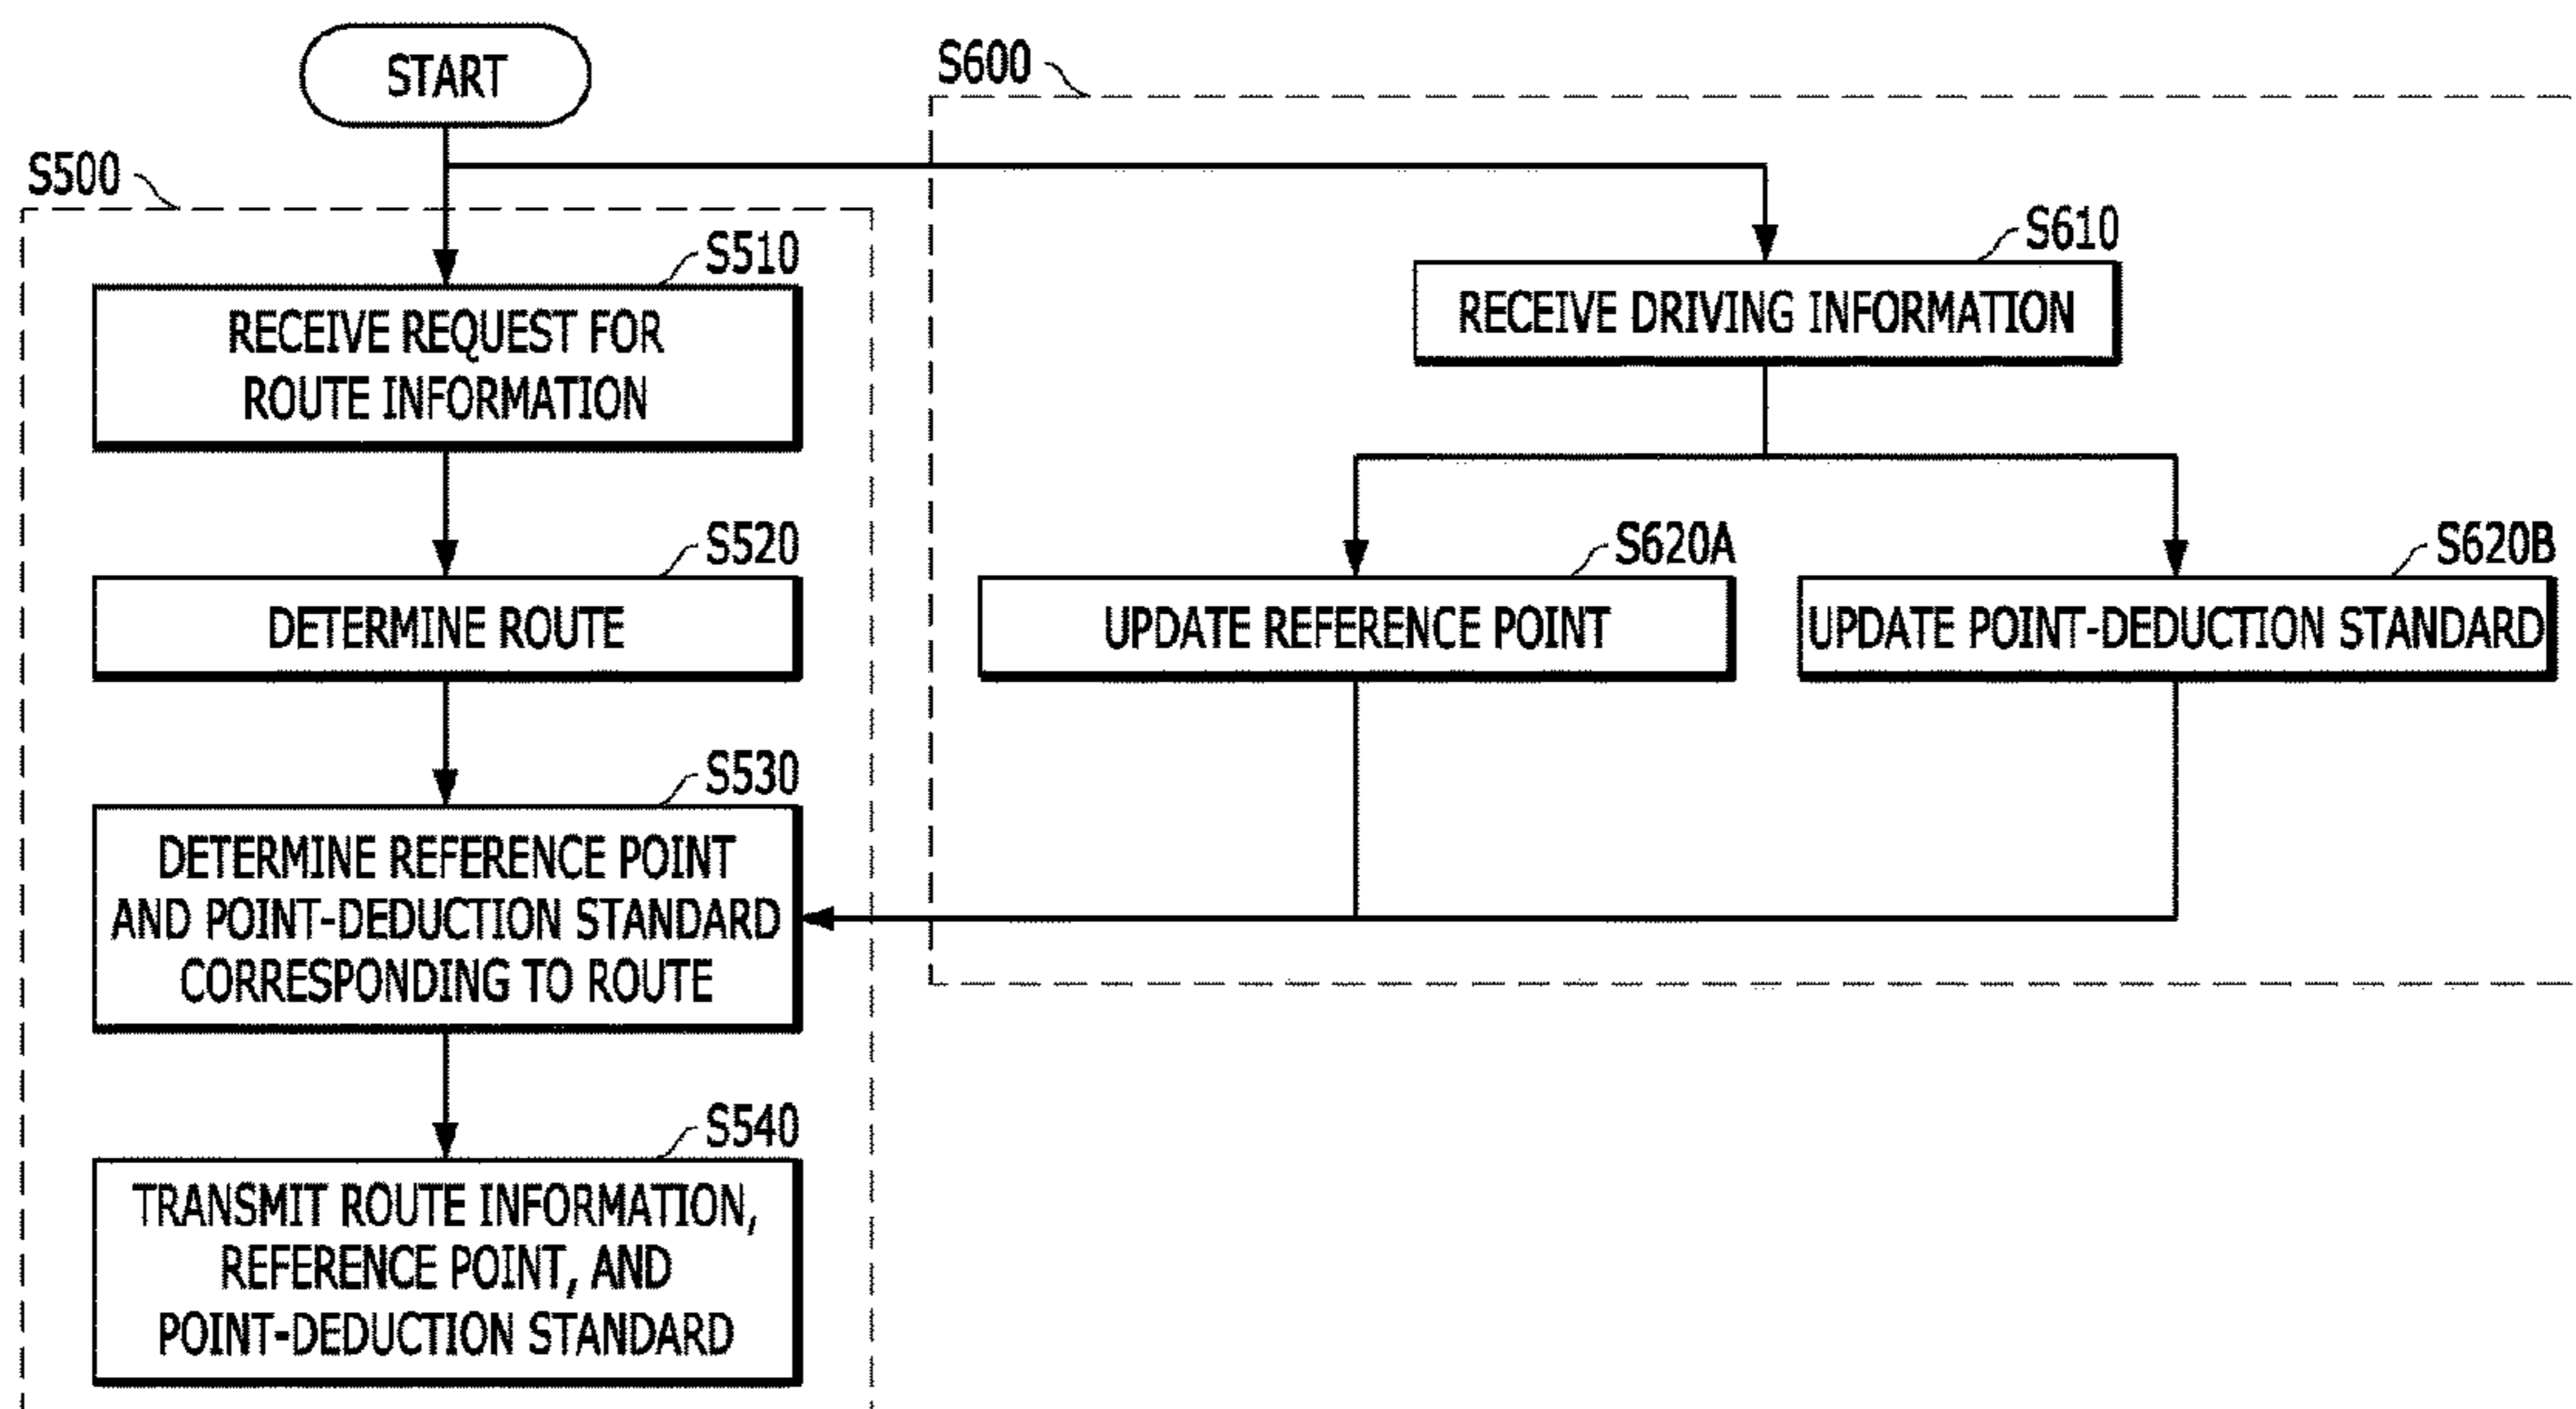 START
S500
S510
RECEIVE REQUEST FOR
ROUTE INFORMATION
S520
DETERMINE ROUTE
S530
DETERMINE REFERENCE POINT
AND POINT-DEDUCTION STANDARD
CORRESPONDING TO ROUTE
S540
TRANSMIT ROUTE INFORMATION,
REFERENCE POINT, AND
POINT-DEDUCTION STANDARD
S600
S610
RECEIVE DRIVING INFORMATION
S620A
UPDATE REFERENCE POINT
S620B
UPDATE POINT-DEDUCTION STANDARD